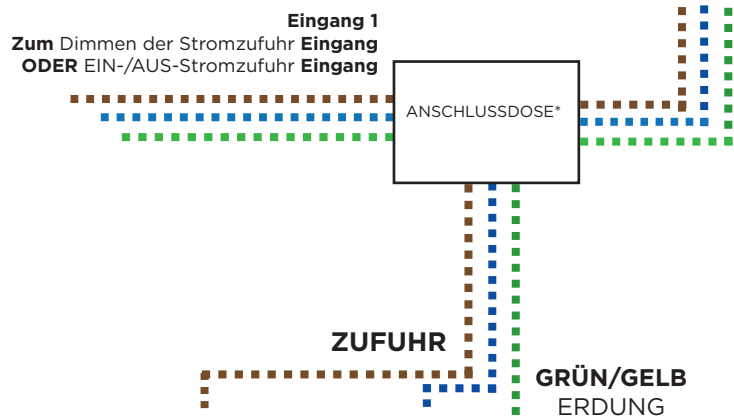 Eingang 1
Zum Dimmen der Stromzufuhr Eingang
ODER EIN-/AUS-Stromzufuhr Eingang
ANSCHLUSSDOSE*
ZUFUHR
GRÜN/GELB
ERDUNG